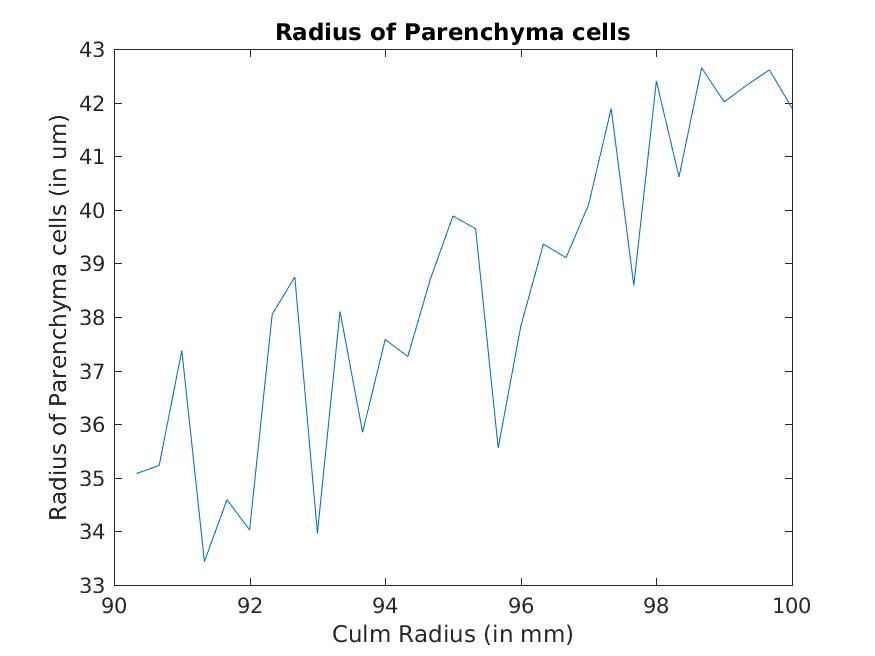 Radius of Parenchyma cells
43
42
41
40
39
38
37
36
35
34
33
Radius of Parenchyma cells (in um)
90 92 94 96 98 100
Culm Radius (in mm)